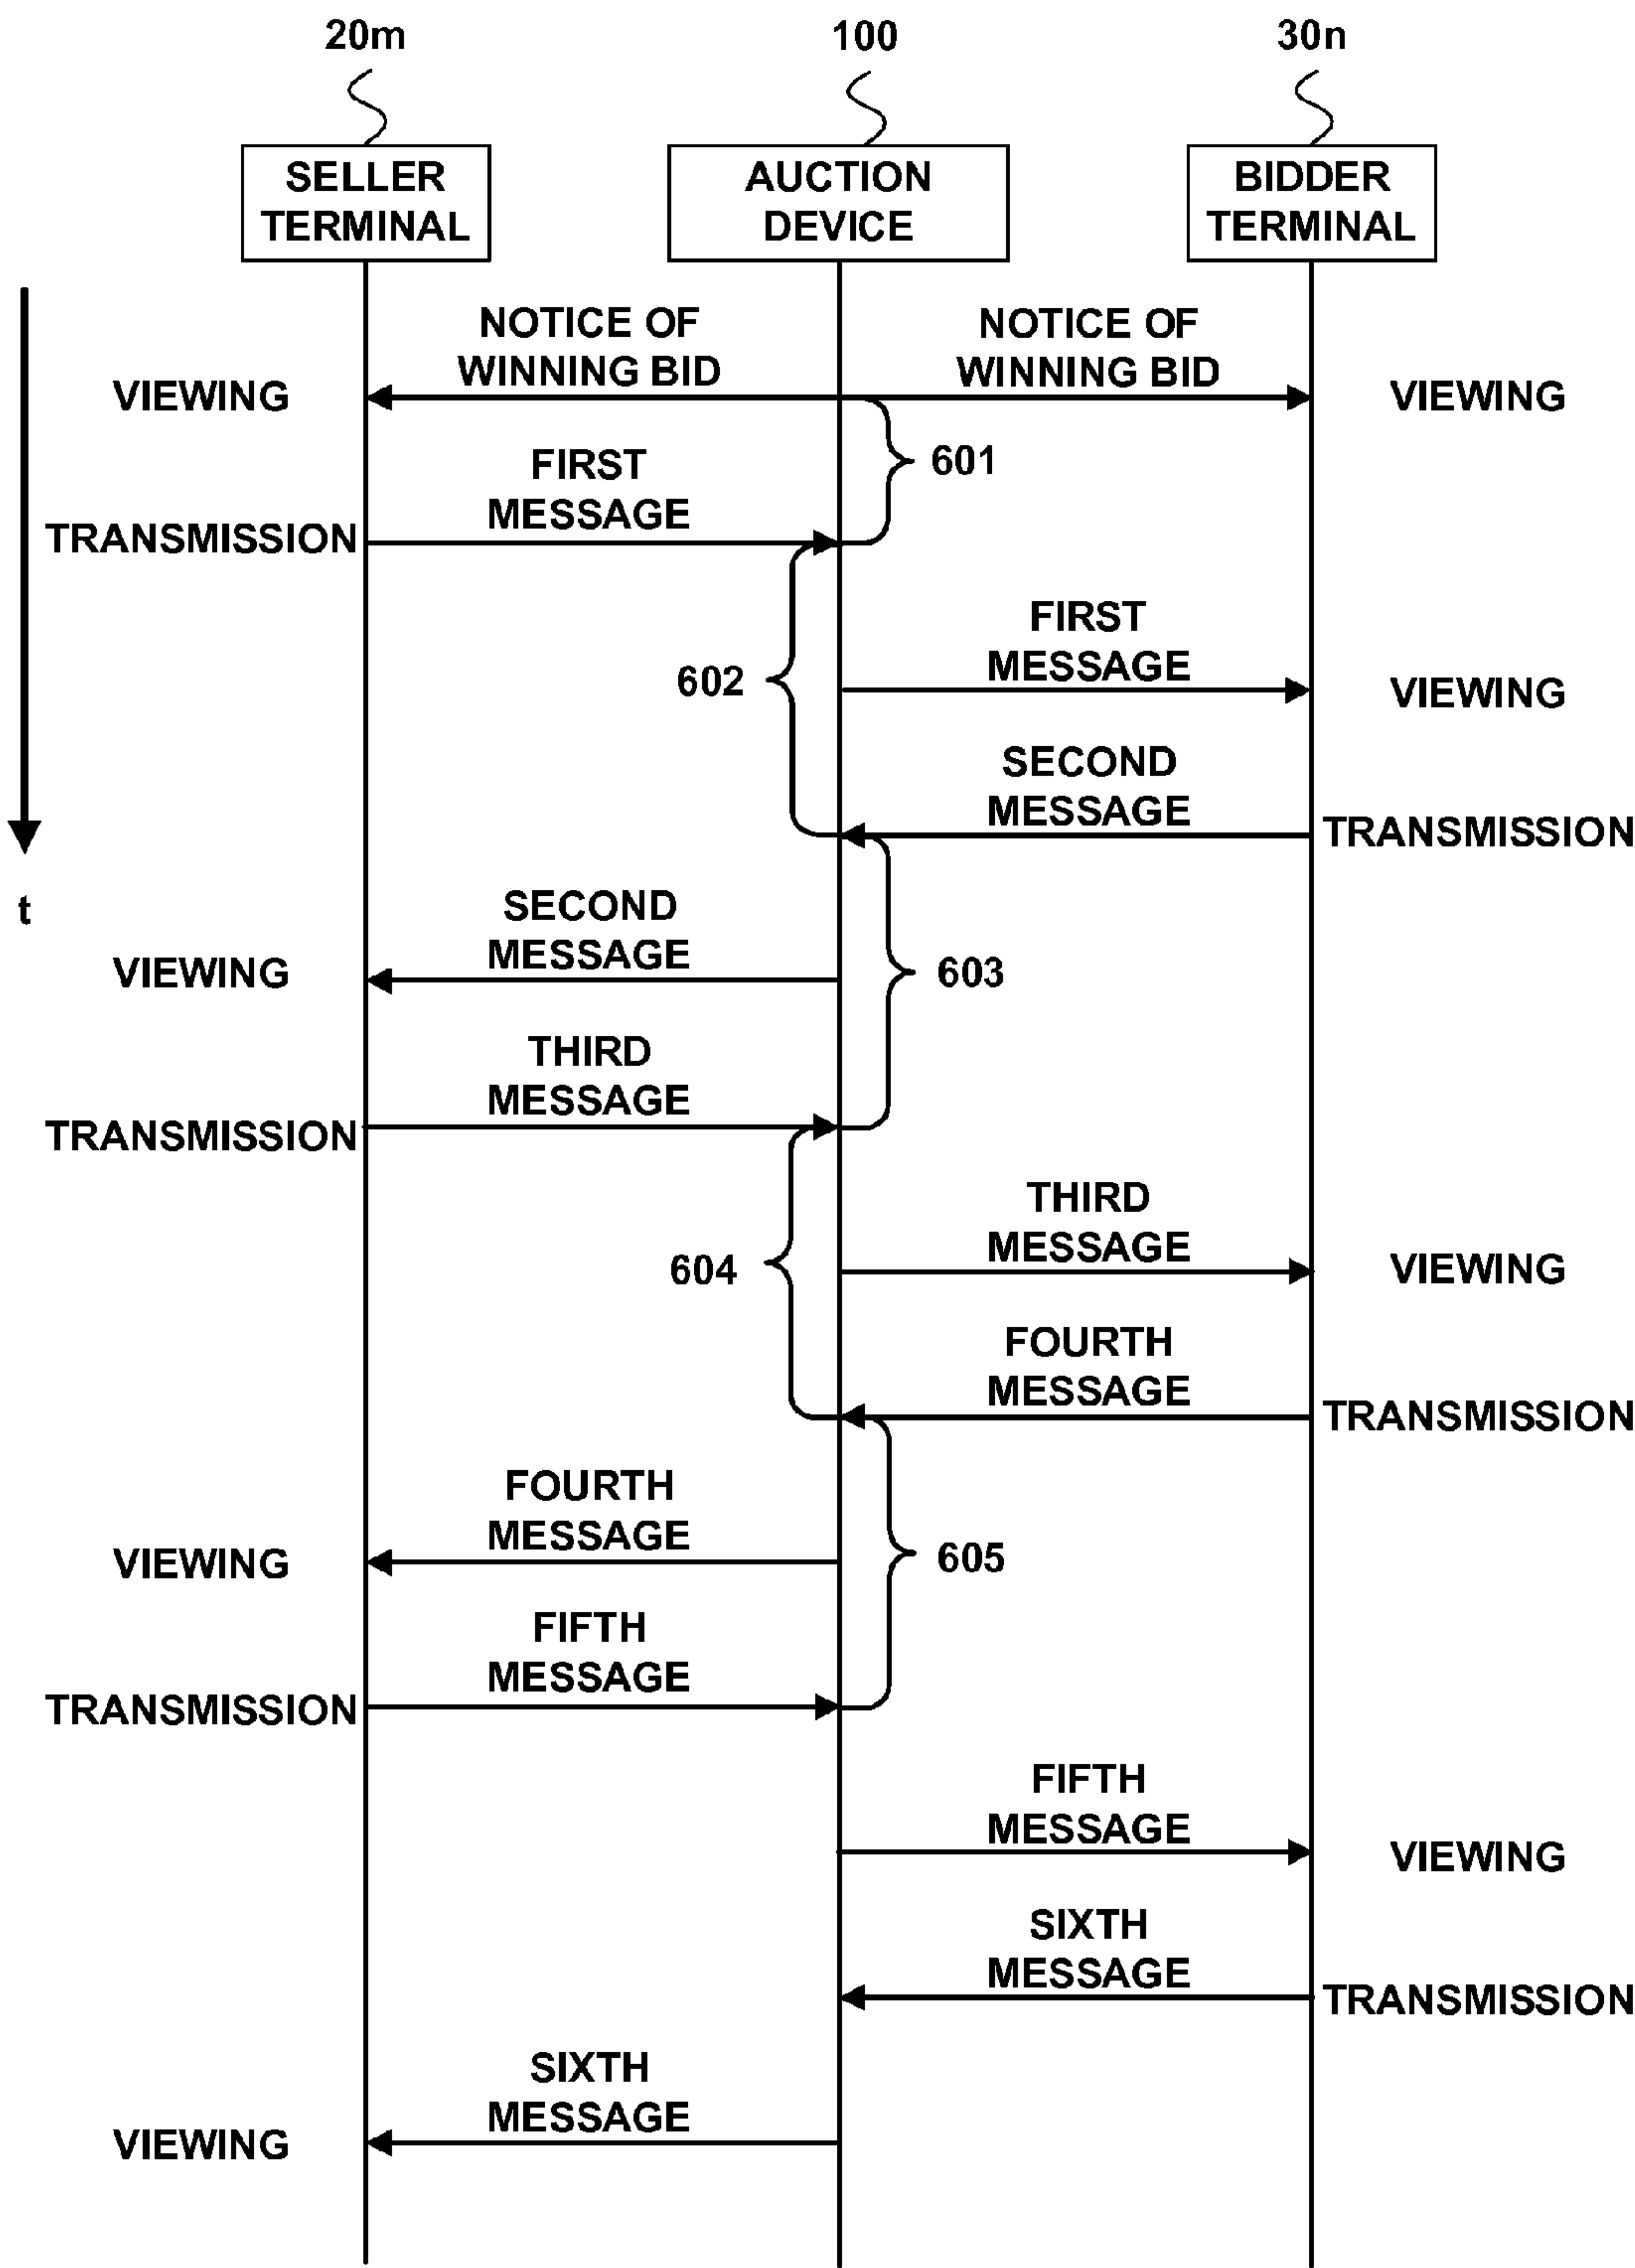 20m
100
30n
SELLER
TERMINAL
AUCTION
DEVICE
BIDDER
TERMINAL
NOTICE OF
WINNING BID
NOTICE OF
WINNING BID
VIEWING
VIEWING
601
FIRST
MESSAGE
TRANSMISSION
FIRST
MESSAGE
602
VIEWING
SECOND
MESSAGE
TRANSMISSION
t
SECOND
MESSAGE
VIEWING
603
THIRD
MESSAGE
TRANSMISSION
THIRD
MESSAGE
604
VIEWING
FOURTH
MESSAGE
TRANSMISSION
FOURTH
MESSAGE
VIEWING
605
FIFTH
MESSAGE
TRANSMISSION
FIFTH
MESSAGE
VIEWING
SIXTH
MESSAGE
TRANSMISSION
SIXTH
MESSAGE
VIEWING